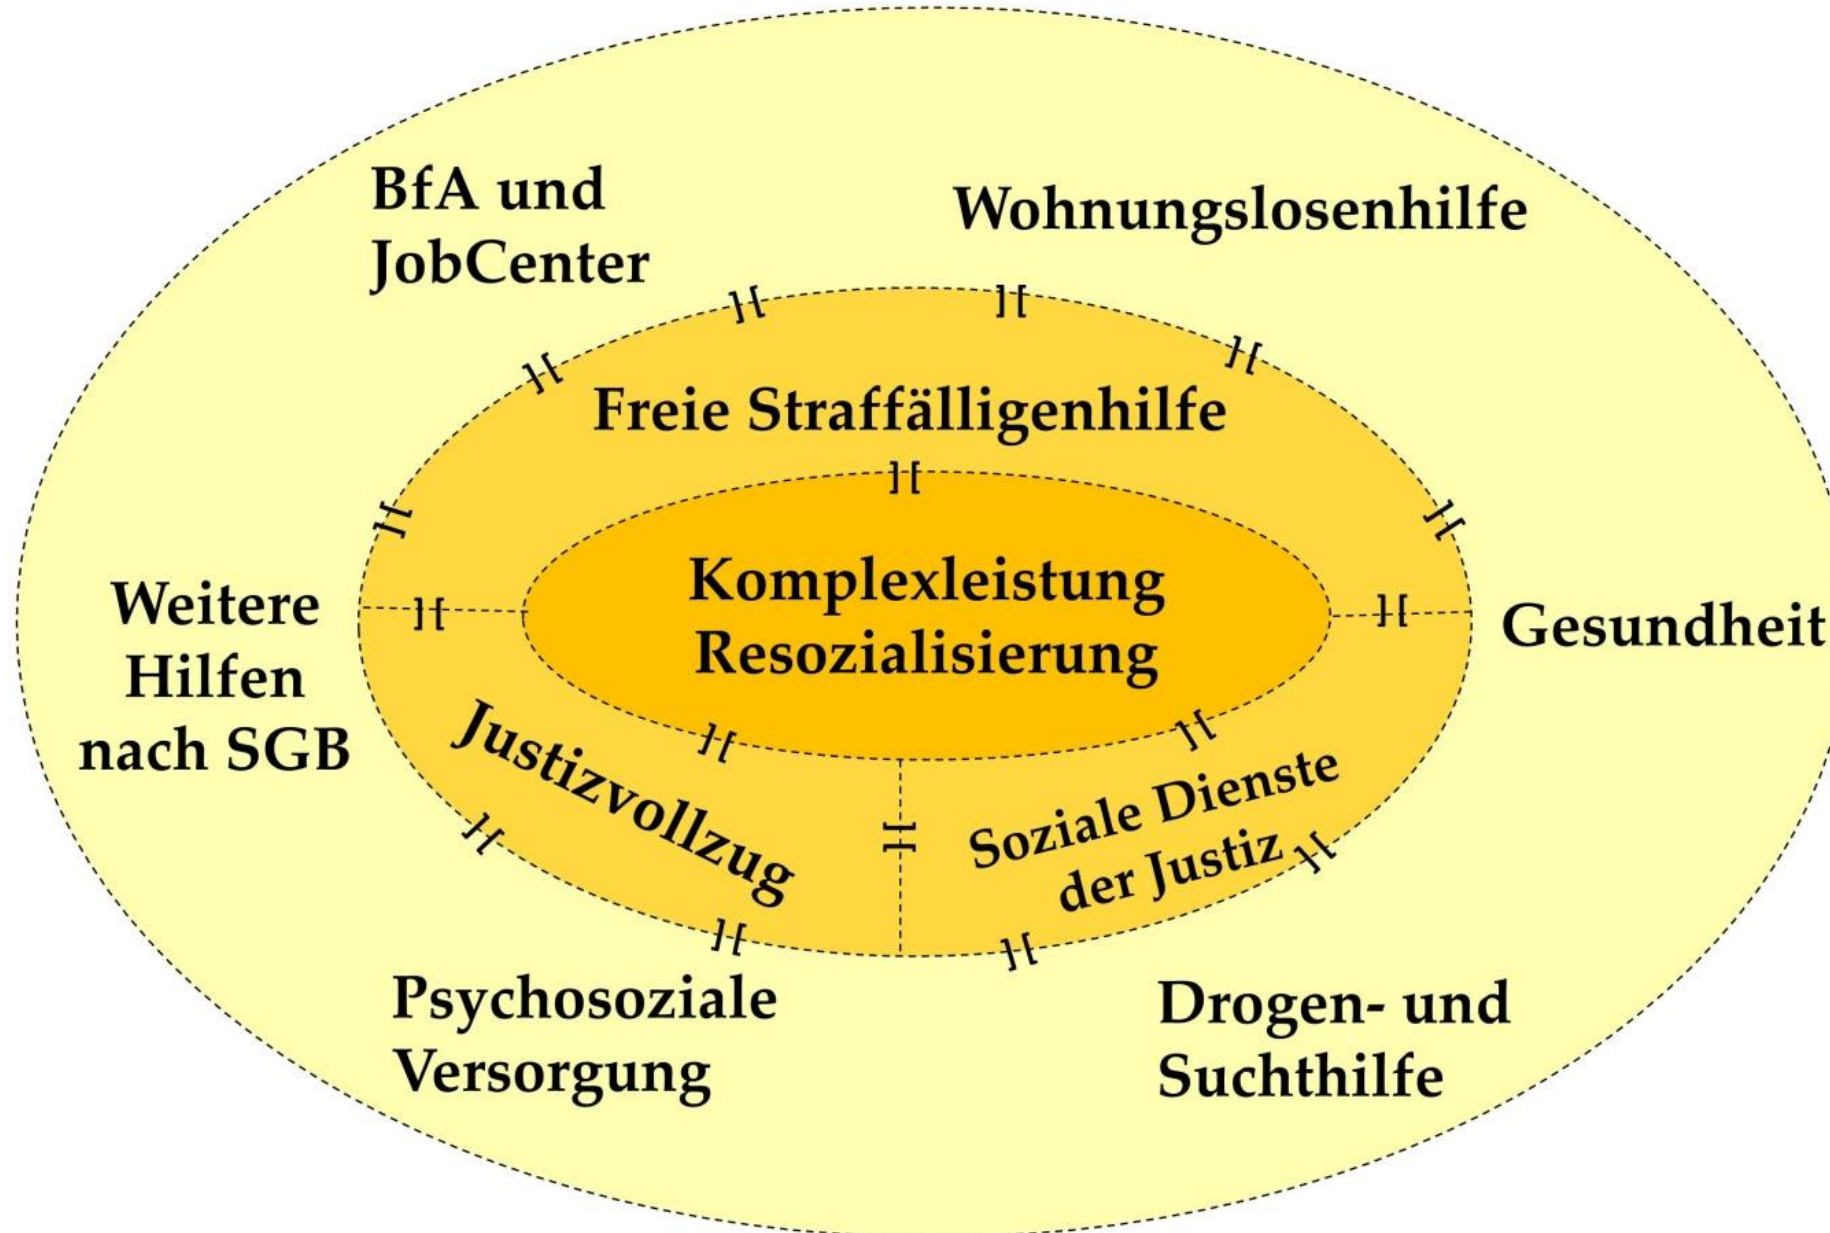 BfA und
JobCenter
Wohnungslosenhilfe
Freie Straffälligenhilfe
Komplexleistung
Resozialisierung
Weitere
Hilfen
nach SGB
Gesundheit
Justizvollzug
Soziale Dienste
der Justiz
Psychosoziale
Versorgung
Drogen- und
Suchthilfe